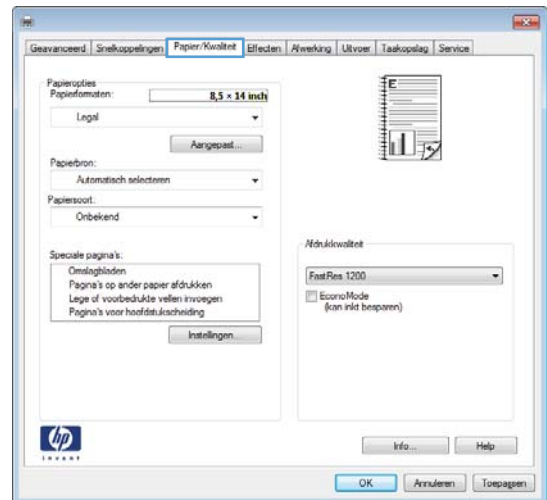 Geavanceerd Snelkoppelingen Papier/Kwaliteit Effecten Afwerking Uitvoer Taakopslag Service
Papieropties
Papierformaten: 8,5 × 14 inch
Legal
Aangepast...
Papierbron:
Automatisch selecteren
Papiersoort:
Onbekend
Speciale pagina's:
Omslagbladen
Pagina's op ander papier afdrukken
Lege of voorbedrukte vellen invoegen
Pagina's voor hoofdstukscheiding
Instellingen...
E
Afdrukkwaliteit
FastRes 1200
EconoMode
(kan inkt besparen)
hp
invent
Info...
Help
OK
Annuleren
Toepassen